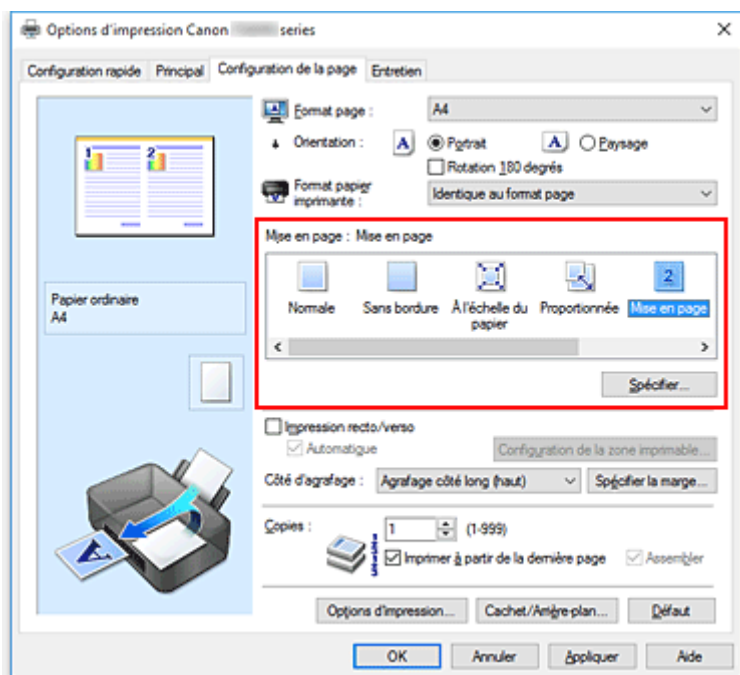 Options d'impression Canon series
Configuration rapide Principal Configuration de la page Entretien
Format page : A4
Orientation : A Portrait A Paysage
Rotation 180 degrés
Format papier imprimante : Identique au format page
1 2
Papier ordinaire
A4
Mise en page : Mise en page
2
Normale Sans bordure À l'échelle du papier Proportionnée Mise en page
Spécifier...
Impression recto/verso
Automatique Configuration de la zone imprimable...
Côté d'agrafage : Agrafage côté long (haut) Spécifier la marge...
Copies : 1 (1-999)
Imprimer à partir de la dernière page Assembler
A
Options d'impression... Cachet/Arrière-plan... Défaut
OK Annuler Appliquer Aide